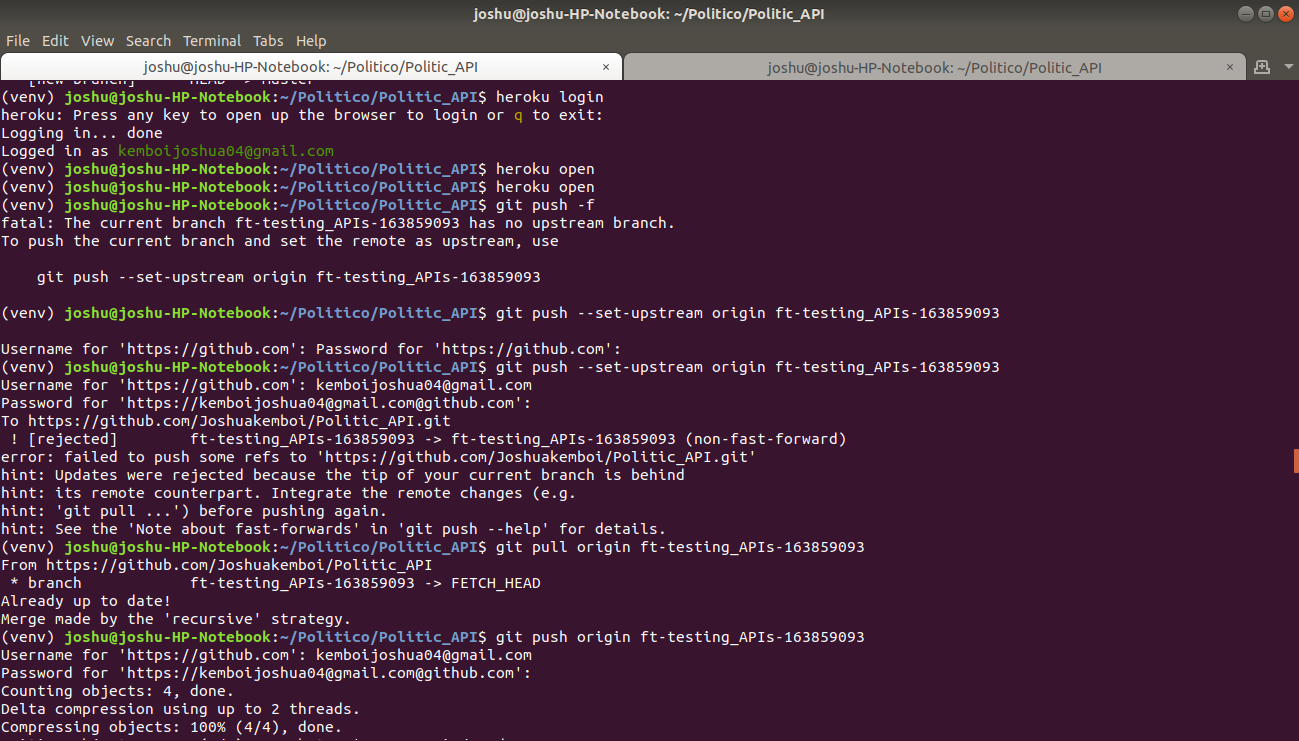 joshu@joshu-HP-Notebook: ~/Politico/Politic_API
File Edit View Search Terminal Tabs Help
joshu@joshu-HP-Notebook: ~/Politico/Politic_API × joshu@joshu-HP-Notebook: ~/Politico/Politic_API ×
(venv) joshu@joshu-HP-Notebook:~/Politico/Politic_API$ heroku login
heroku: Press any key to open up the browser to login or q to exit:
Logging in... done
Logged in as kemboijoshua04@gmail.com
(venv) joshu@joshu-HP-Notebook:~/Politico/Politic_API$ heroku open
(venv) joshu@joshu-HP-Notebook:~/Politico/Politic_API$ heroku open
(venv) joshu@joshu-HP-Notebook:~/Politico/Politic_API$ git push -f
fatal: The current branch ft-testing_APIs-163859093 has no upstream branch.
To push the current branch and set the remote as upstream, use
git push --set-upstream origin ft-testing_APIs-163859093
(venv) joshu@joshu-HP-Notebook:~/Politico/Politic_API$ git push --set-upstream origin ft-testing_APIs-163859093
Username for 'https://github.com': Password for 'https://github.com':
(venv) joshu@joshu-HP-Notebook:~/Politico/Politic_API$ git push --set-upstream origin ft-testing_APIs-163859093
Username for 'https://github.com': kemboijoshua04@gmail.com
Password for 'https://kemboijoshua04@gmail.com@github.com':
To https://github.com/Joshuakemboi/Politic_API.git
! [rejected] ft-testing_APIs-163859093 -> ft-testing_APIs-163859093 (non-fast-forward)
error: failed to push some refs to 'https://github.com/Joshuakemboi/Politic_API.git'
hint: Updates were rejected because the tip of your current branch is behind
hint: its remote counterpart. Integrate the remote changes (e.g.
hint: 'git pull ...') before pushing again.
hint: See the 'Note about fast-forwards' in 'git push --help' for details.
(venv) joshu@joshu-HP-Notebook:~/Politico/Politic_API$ git pull origin ft-testing_APIs-163859093
From https://github.com/Joshuakemboi/Politic_API
* branch ft-testing_APIs-163859093 -> FETCH_HEAD
Already up to date!
Merge made by the 'recursive' strategy.
(venv) joshu@joshu-HP-Notebook:~/Politico/Politic_API$ git push origin ft-testing_APIs-163859093
Username for 'https://github.com': kemboijoshua04@gmail.com
Password for 'https://kemboijoshua04@gmail.com@github.com':
Counting objects: 4, done.
Delta compression using up to 2 threads.
Compressing objects: 100% (4/4), done.